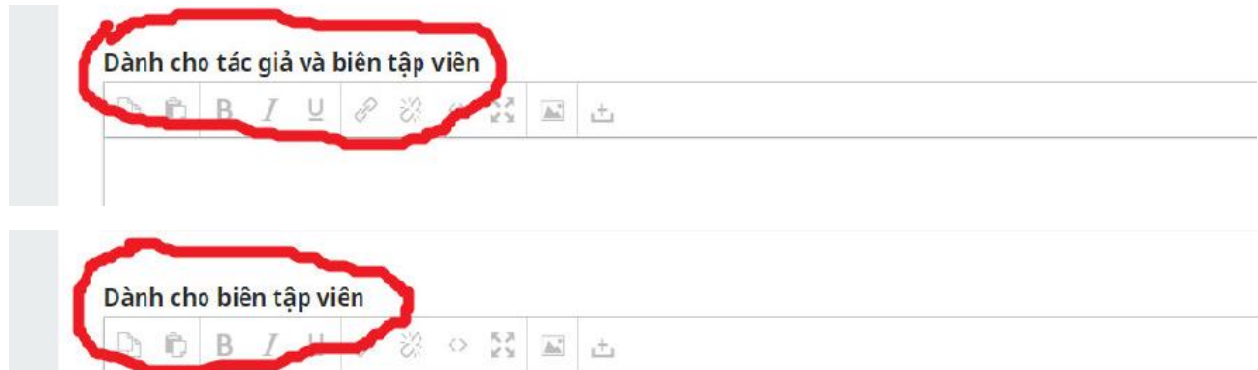 Dành cho tác giả và biên tập viên
B I U
Dành cho biên tập viên
B I U